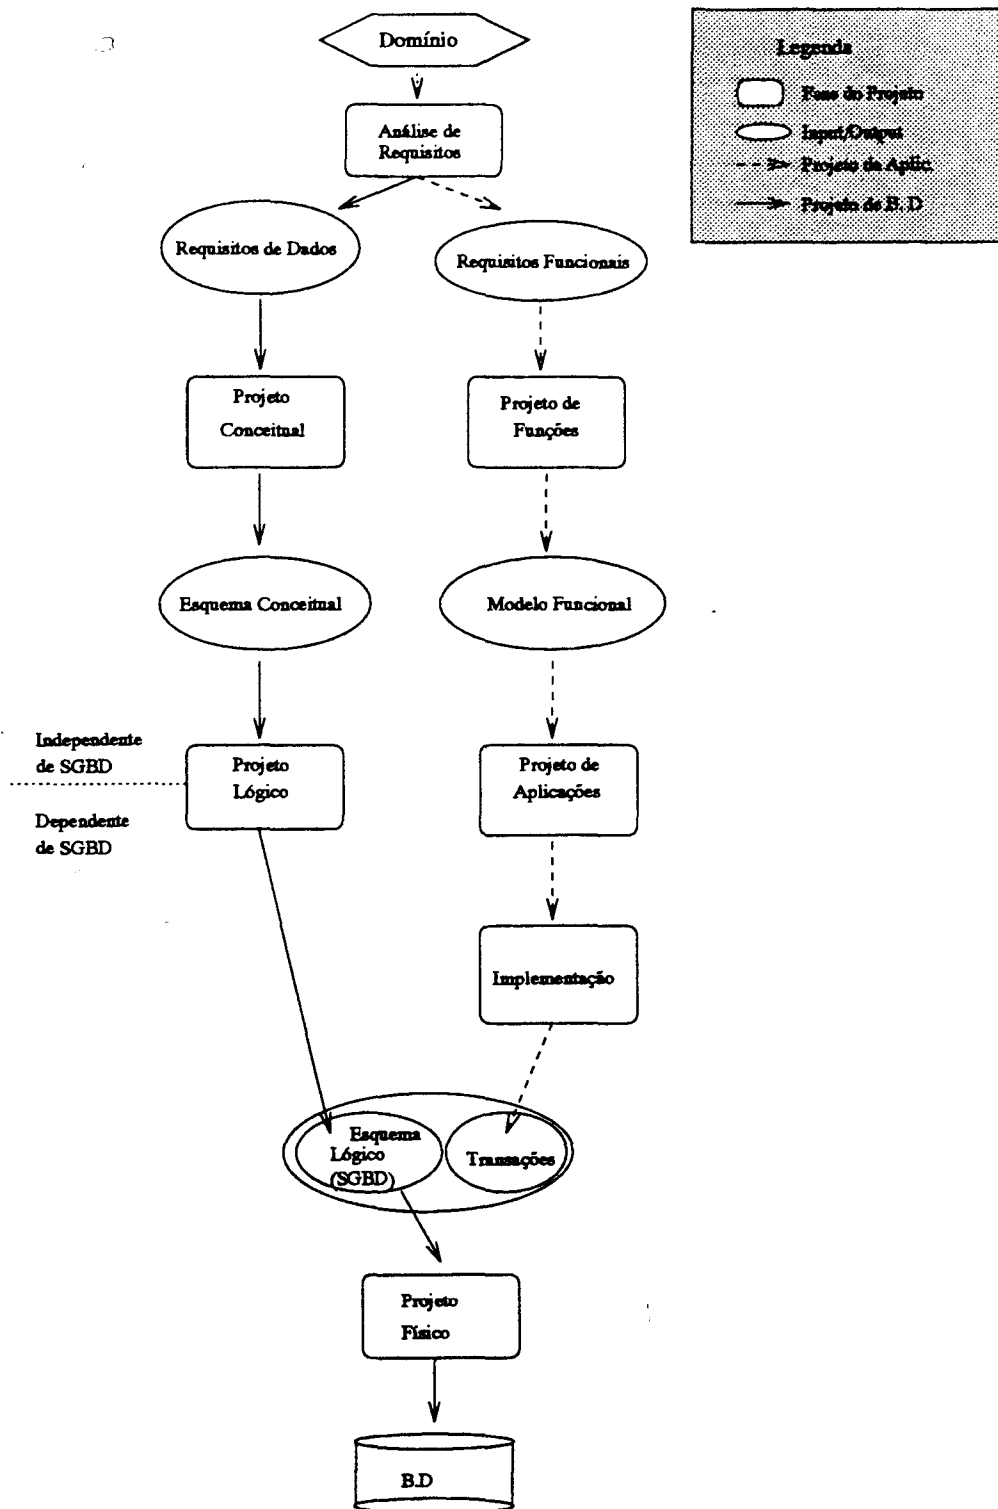 Domínio
Legenda
Fase do Projeto
Input/Output
Projeto de Aplic.
Projeto de B. D
Análise de
Requisitos
Requisitos de Dados
Requisitos Funcionais
Projeto
Conceitual
Projeto de
Funções
Esquema Conceitual
Modelo Funcional
Independente
de SGBD
Dependente
de SGBD
Projeto
Lógico
Projeto de
Aplicações
Implementação
Esquema
Lógico
(SGBD)
Transações
Projeto
Físico
B.D